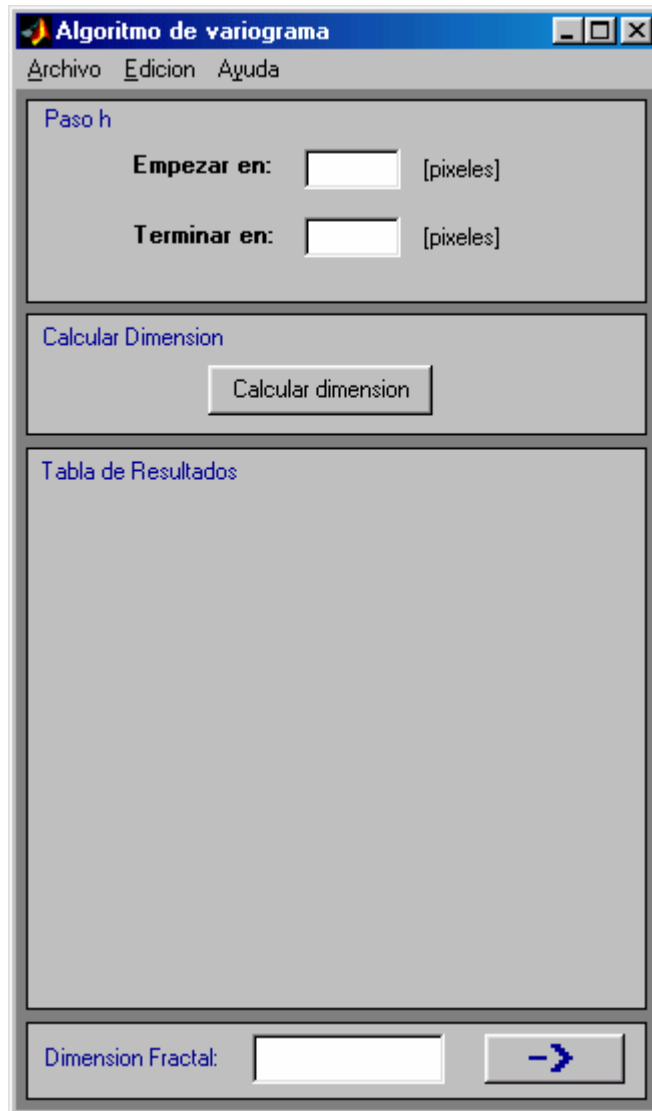 Algoritmo de variograma
Archivo Edicion Ayuda
Paso h
Empezar en: [pixeles]
Terminar en: [pixeles]
Calcular Dimension
Calcular dimension
Tabla de Resultados
Dimension Fractal: ->